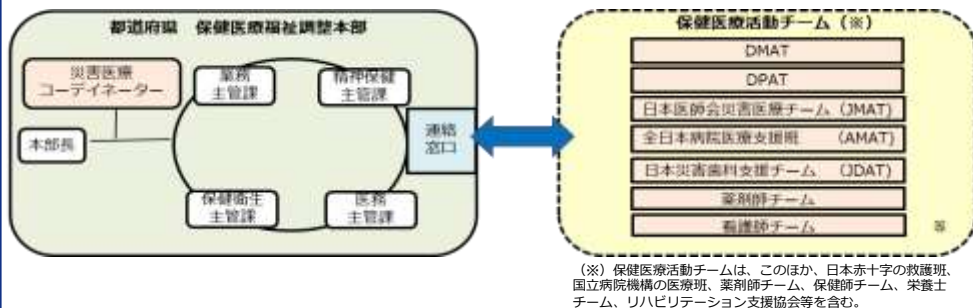 都道府県 保健医療福祉調整本部
災害医療
コーデイネーター
本部長
薬務
主管課
精神保健
主管課
連絡
窓口
保健衛生
主管課
医務
主管課
保健医療活動チーム（※）
DMAT
DPAT
日本医師会災害医療チーム（JMAT)
全日本病院医療支援班 （AMAT)
日本災害歯科支援チーム （JDAT)
薬剤師チーム
看護師チーム
等
（※）保健医療活動チームは、このほか、日本赤十字の救護班、
国立病院機構の医療班、薬剤師チーム、保健師チーム、栄養士
チーム、リハビリテーション支援協会等を含む。